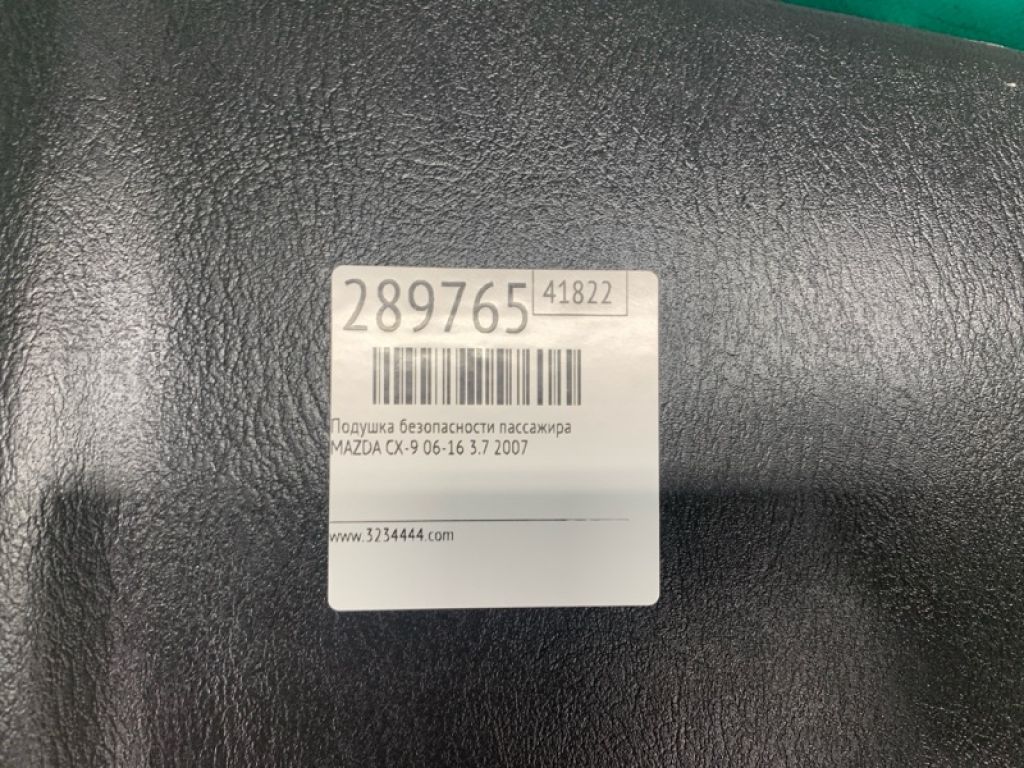 289765 41822
Подушка безопасности пассажира
MAZDA CX-9 06-16 3.7 2007
www.3234444.com